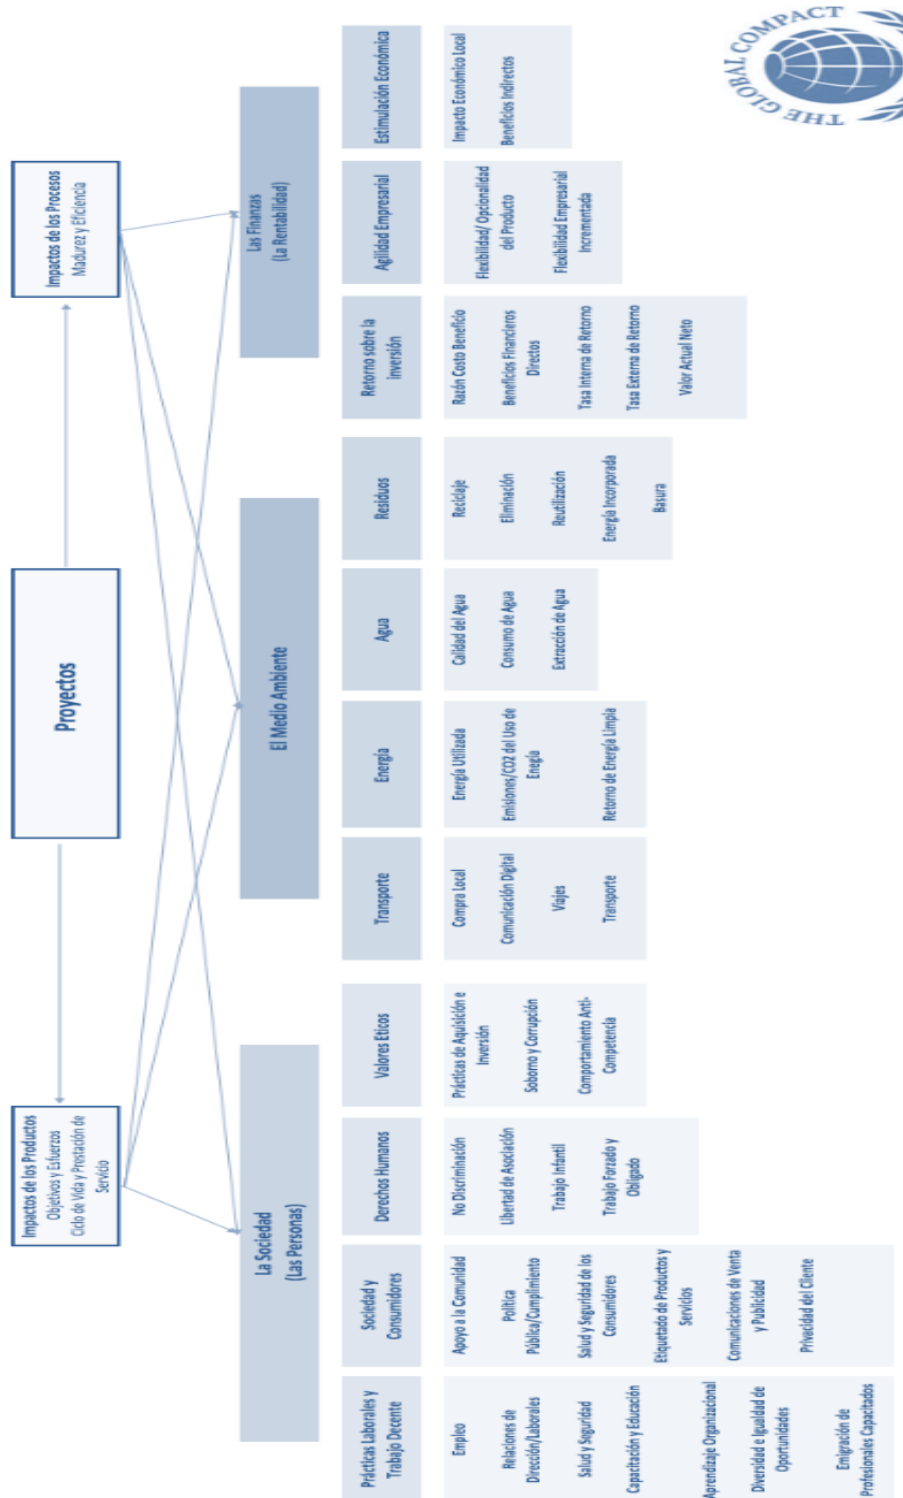 Proyectos
Impactos de los Productos
Objetivos y Esfuerzos
Ciclo de Vida y Prestación de
Servicio
Impactos de los Procesos
Madurez y Eficiencia
La Sociedad
(Las Personas)
El Medio Ambiente
Las Finanzas
(La Rentabilidad)
Prácticas Laborales y
Trabajo Decente
Sociedad y
Consumidores
Derechos Humanos
Valores Eticos
Transporte
Energía
Agua
Residuos
Retorno sobre la
inversión
Agilidad Empresarial
Estimulación Económica
Empleo
Relaciones de
Dirección/Laborales
Salud y Seguridad
Capacitación y Educación
Aprendizaje Organizacional
Diversidad e Igualdad de
Oportunidades
Emigración de
Profesionales Capacitados
Apoyo a la Comunidad
Política
Pública/Cumplimiento
Salud y Seguridad de los
Consumidores
Etiquetado de Productos y
Servicios
Comunicaciones de Venta
y Publicidad
Privacidad del Cliente
No Discriminación
Libertad de Asociación
Trabajo Infantil
Trabajo Forzado y
Obligado
Prácticas de Aquisición e
Inversión
Soborno y Corrupción
Comportamiento Anti-
Competencia
Compra Local
Comunicación Digital
Viajes
Transporte
Energía Utilizada
Emisiones/CO2 del Uso de
Enegía
Retorno de Energía Limpia
Calidad del Agua
Consumo de Agua
Extracción de Agua
Reciclaje
Eliminación
Reutilización
Energía Incorporada
Basura
Razón Costo Beneficio
Beneficios Financieros
Directos
Tasa Interna de Retorno
Tasa Externa de Retorno
Valor Actual Neto
Flexibilidad/ Opcionalidad
del Producto
Flexibilidad Empresarial
Incrementada
Impacto Económico Local
Beneficios Indirectos
THE GLOBAL COMPACT